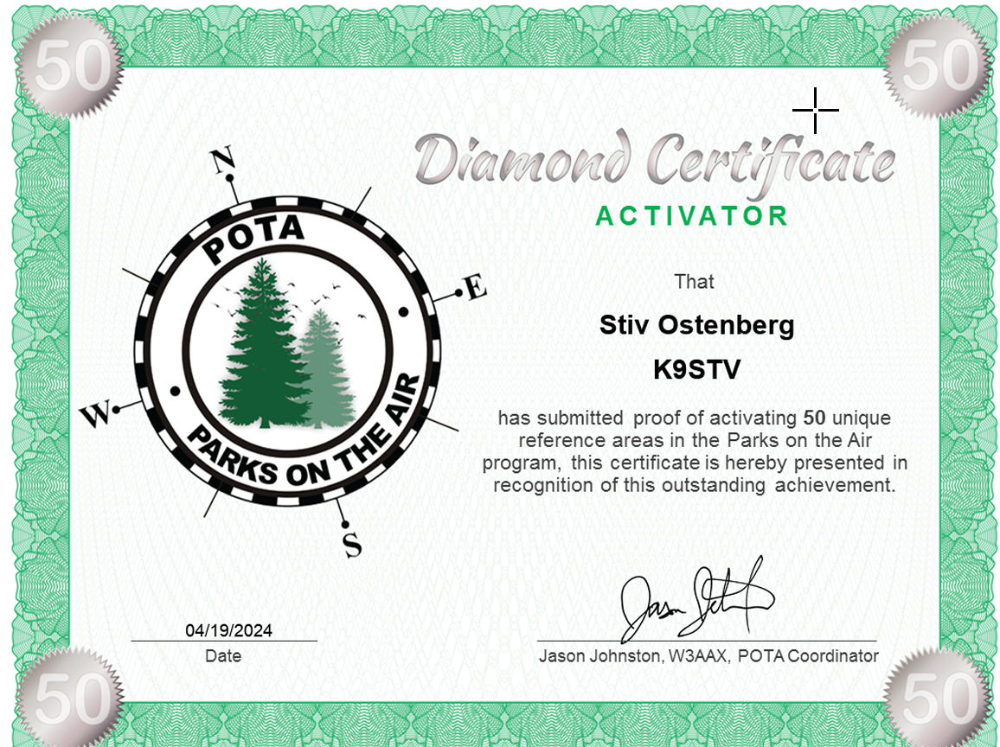 50
50
Diamond Certificate
ACTIVATOR
N
E
S
W
POTA
PARKS ON THE AIR
That
Stiv Ostenberg
K9STV
has submitted proof of activating 50 unique
reference areas in the Parks on the Air
program, this certificate is hereby presented in
recognition of this outstanding achievement.
04/19/2024
Date
Jason Johnston, W3AAX, POTA Coordinator
50
50